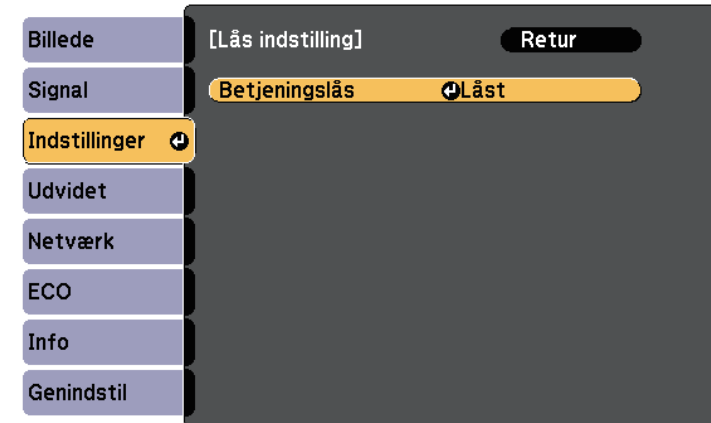 Billede
Signal
Indstillinger
Udvidet
Netværk
ECO
Info
Genindstil
[Lås indstilling]
Retur
Betjeningslås Låst